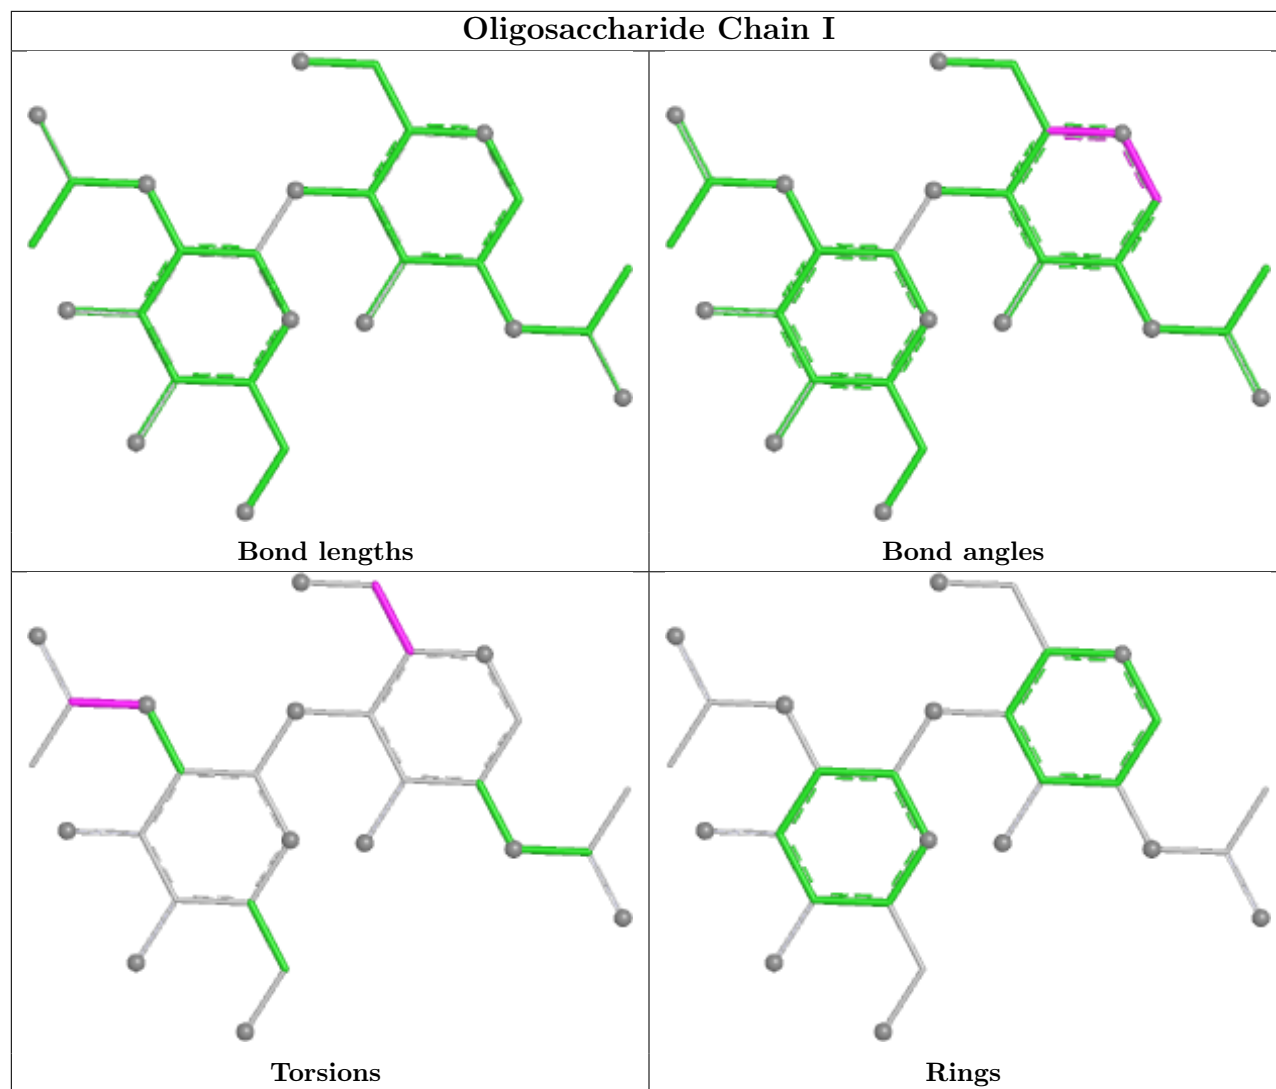 Oligosaccharide Chain I
Bond lengths
Bond angles
Torsions
Rings